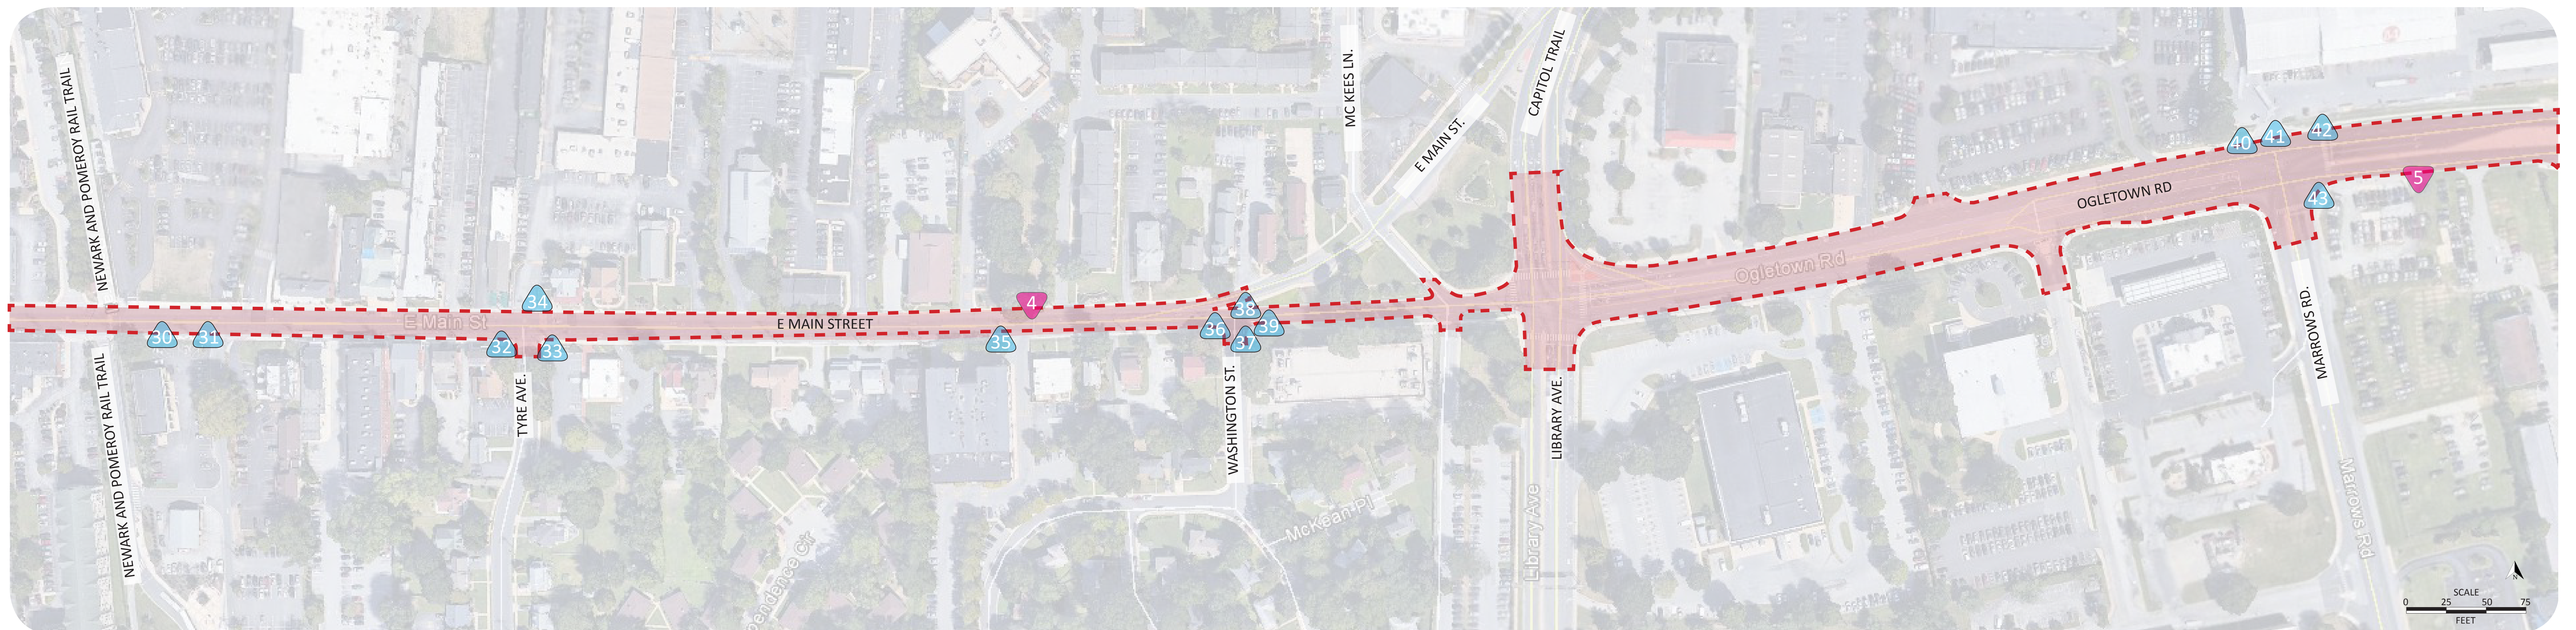 NEWARK AND POMEROY RAIL TRAIL
MC KEES LN.
E MAIN ST.
CAPITOL TRAIL
40
41
42
5
43
OGLETOWN RD
Ogletown Rd
34
4
38
E Main St
E MAIN STREET
30
31
32
33
35
36
39
37
NEWARK AND POMEROY RAIL TRAIL
TYRE AVE.
WASHINGTON ST.
LIBRARY AVE.
MARROWS RD.
Library Ave
McKean Pl
pendence Cir
Marrows Rd
N
SCALE
0 25 50 75
FEET